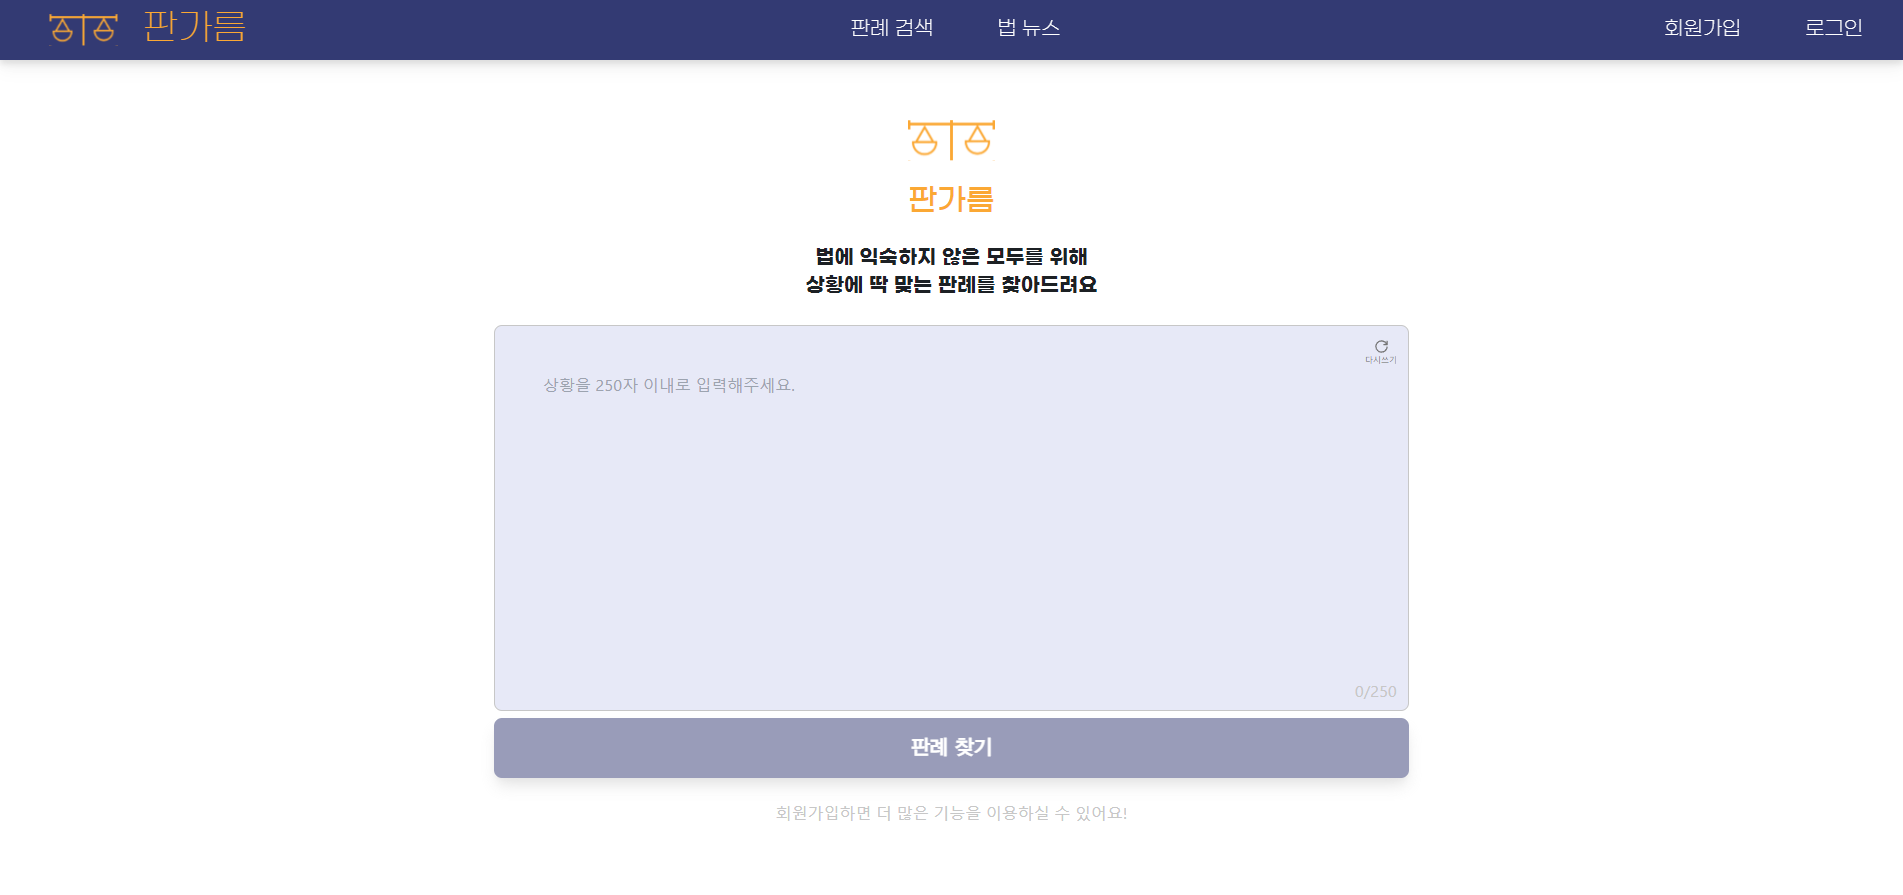 판가름
판례 검색
법 뉴스
회원가입
로그인
판가름
법에 익숙하지 않은 모두를 위해
상황에 딱 맞는 판례를 찾아드려요
다시쓰기
상황을 250자 이내로 입력해주세요.
0/250
판례 찾기
회원가입하면 더 많은 기능을 이용하실 수 있어요!